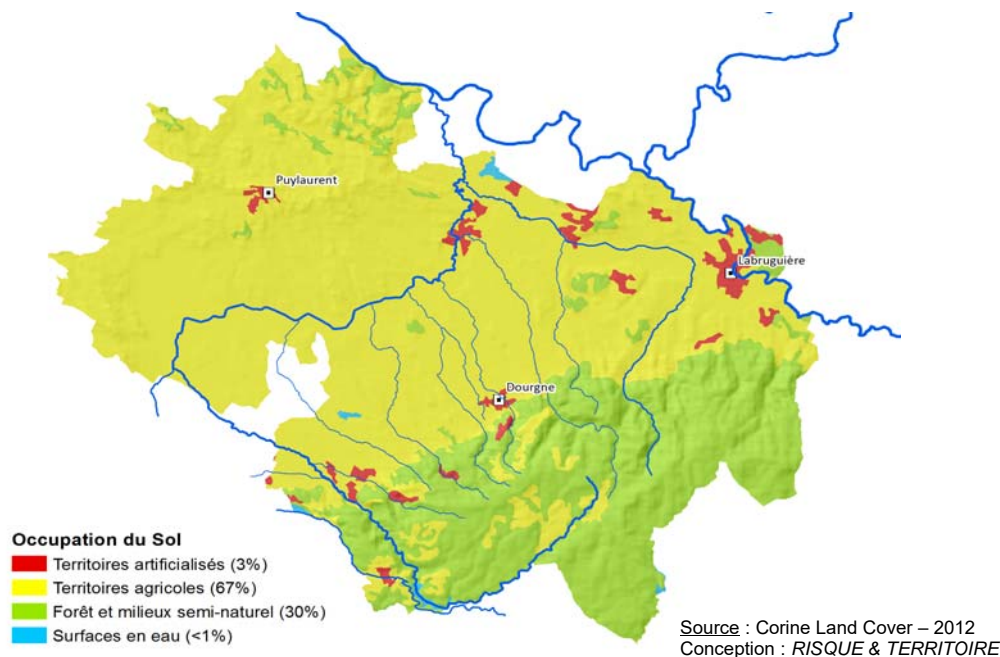 Puylaurent
Labruguière
Dourgne
Occupation du Sol
Territoires artificialisés (3%)
Territoires agricoles (67%)
Forêt et milieux semi-naturel (30%)
Surfaces en eau (<1%)
Source : Corine Land Cover – 2012
Conception : RISQUE & TERRITOIRE